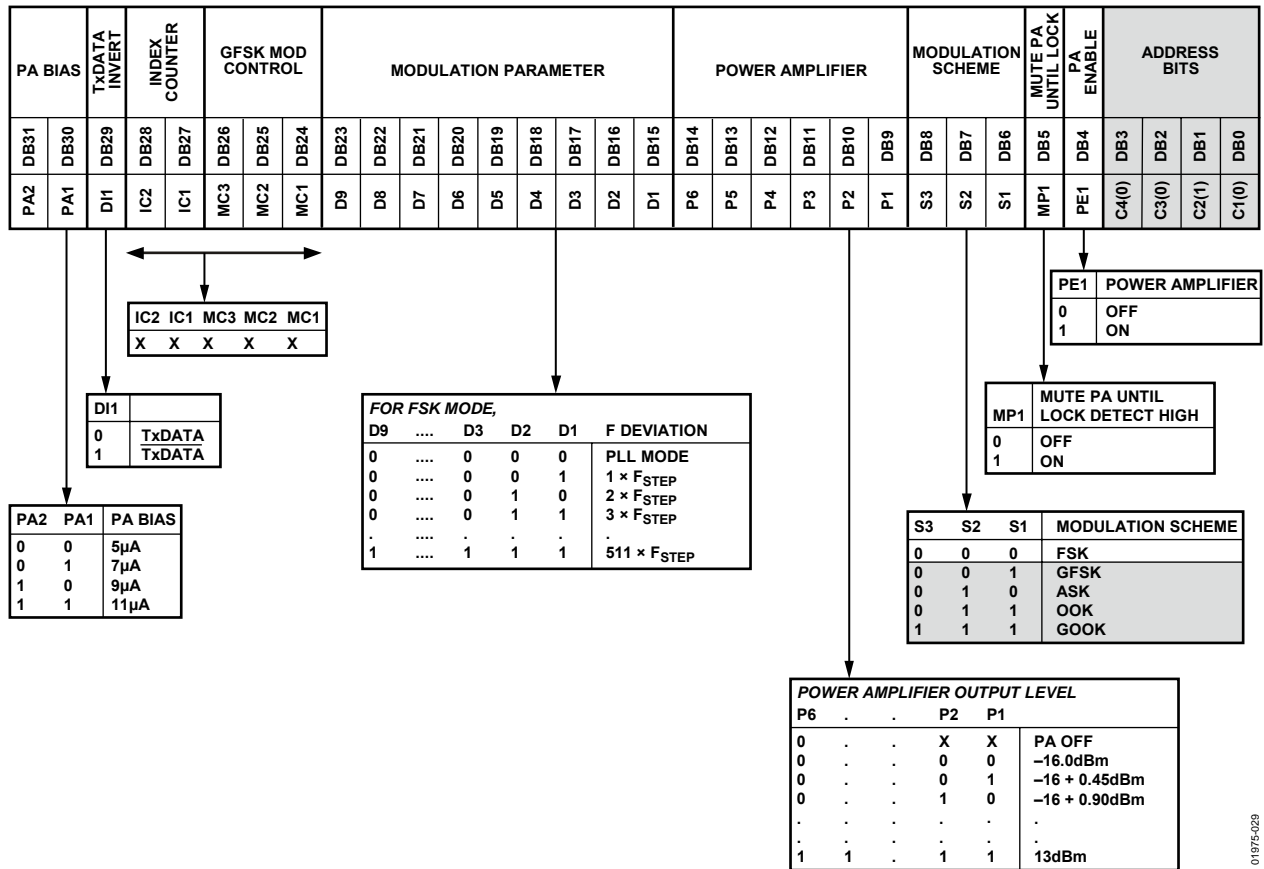 PA BIAS TxDATA INVERT INDEX COUNTER GFSK MOD CONTROL MODULATION PARAMETER POWER AMPLIFIER MODULATION SCHEME MUTE PA UNTIL LOCK PA ENABLE ADDRESS BITS
DB31 DB30 DB29 DB28 DB27 DB26 DB25 DB24 DB23 DB22 DB21 DB20 DB19 DB18 DB17 DB16 DB15 DB14 DB13 DB12 DB11 DB10 DB9 DB8 DB7 DB6 DB5 DB4 DB3 DB2 DB1 DB0
PA2 PA1 DI1 IC2 IC1 MC3 MC2 MC1 D9 D8 D7 D6 D5 D4 D3 D2 D1 P6 P5 P4 P3 P2 P1 S3 S2 S1 MP1 PE1 C4(0) C3(0) C2(1) C1(0)
PE1 POWER AMPLIFIER
0 OFF
1 ON
IC2 IC1 MC3 MC2 MC1
X X X X X
MUTE PA UNTIL
MP1 LOCK DETECT HIGH
0 OFF
1 ON
DI1
0 TxDATA
1 T̅x̅D̅A̅T̅A̅
FOR FSK MODE,
D9 .... D3 D2 D1 F DEVIATION
0 .... 0 0 0 PLL MODE
0 .... 0 0 1 1 × FSTEP
0 .... 0 1 0 2 × FSTEP
0 .... 0 1 1 3 × FSTEP
. .... . . . .
1 .... 1 1 1 511 × FSTEP
PA2 PA1 PA BIAS
0 0 5µA
0 1 7µA
1 0 9µA
1 1 11µA
S3 S2 S1 MODULATION SCHEME
0 0 0 FSK
0 0 1 GFSK
0 1 0 ASK
0 1 1 OOK
1 1 1 GOOK
POWER AMPLIFIER OUTPUT LEVEL
P6 . . P2 P1
0 . . X X PA OFF
0 . . 0 0 –16.0dBm
0 . . 0 1 –16 + 0.45dBm
0 . . 1 0 –16 + 0.90dBm
. . . . . .
. . . . . .
1 1 . 1 1 13dBm
01975-029